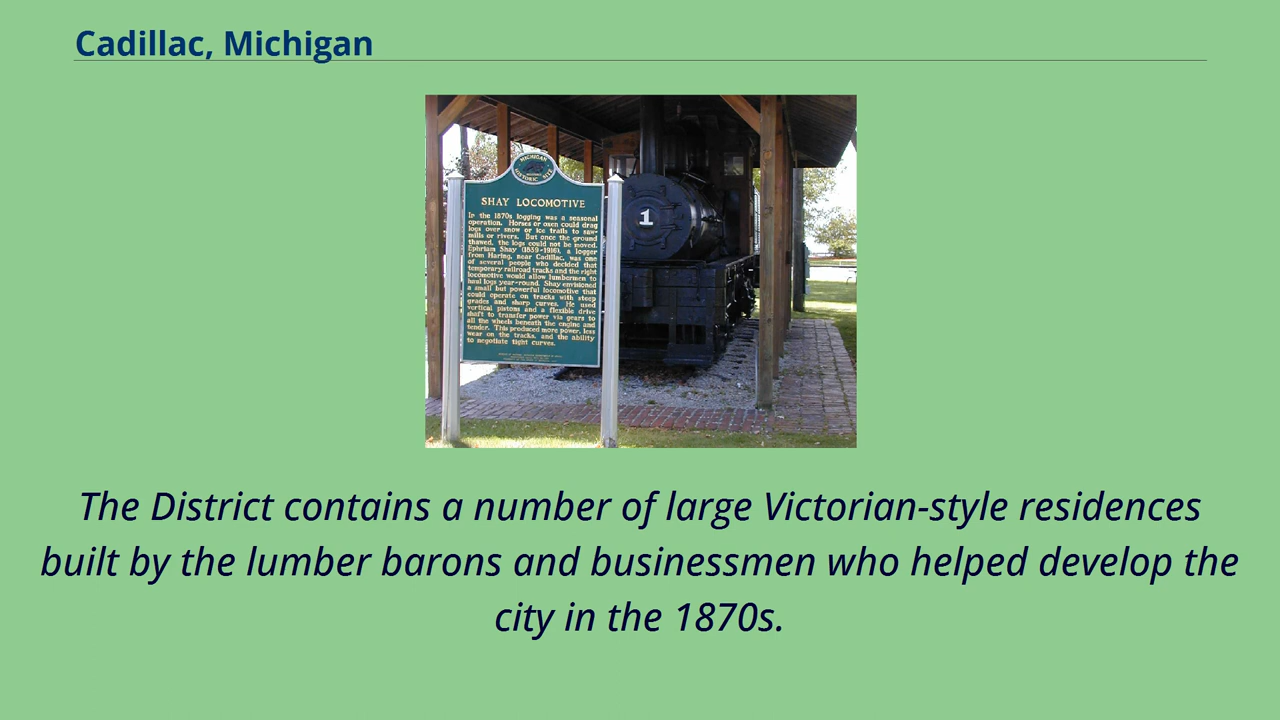 Cadillac, Michigan
MICHIGAN
HISTORIC SITE
SHAY LOCOMOTIVE
In the 1870s logging was a seasonal
operation. Horses or oxen could drag
logs over snow or ice trails to saw-
mills or rivers. But once the ground
thawed, the logs could not be moved.
Ephriam Shay (1839-1916), a logger
from Haring, near Cadillac, was one
of several people who decided that
temporary railroad tracks and the right
locomotive would allow lumbermen to
haul logs year-round. Shay envisioned
a small but powerful locomotive that
could operate on tracks with steep
grades and sharp curves. He used
vertical pistons and a flexible drive
shaft to transfer power via gears to
all the wheels beneath the engine and
tender. This produced more power, less
wear on the tracks, and the ability
to negotiate tight curves.
1
The District contains a number of large Victorian-style residences
built by the lumber barons and businessmen who helped develop the
city in the 1870s.